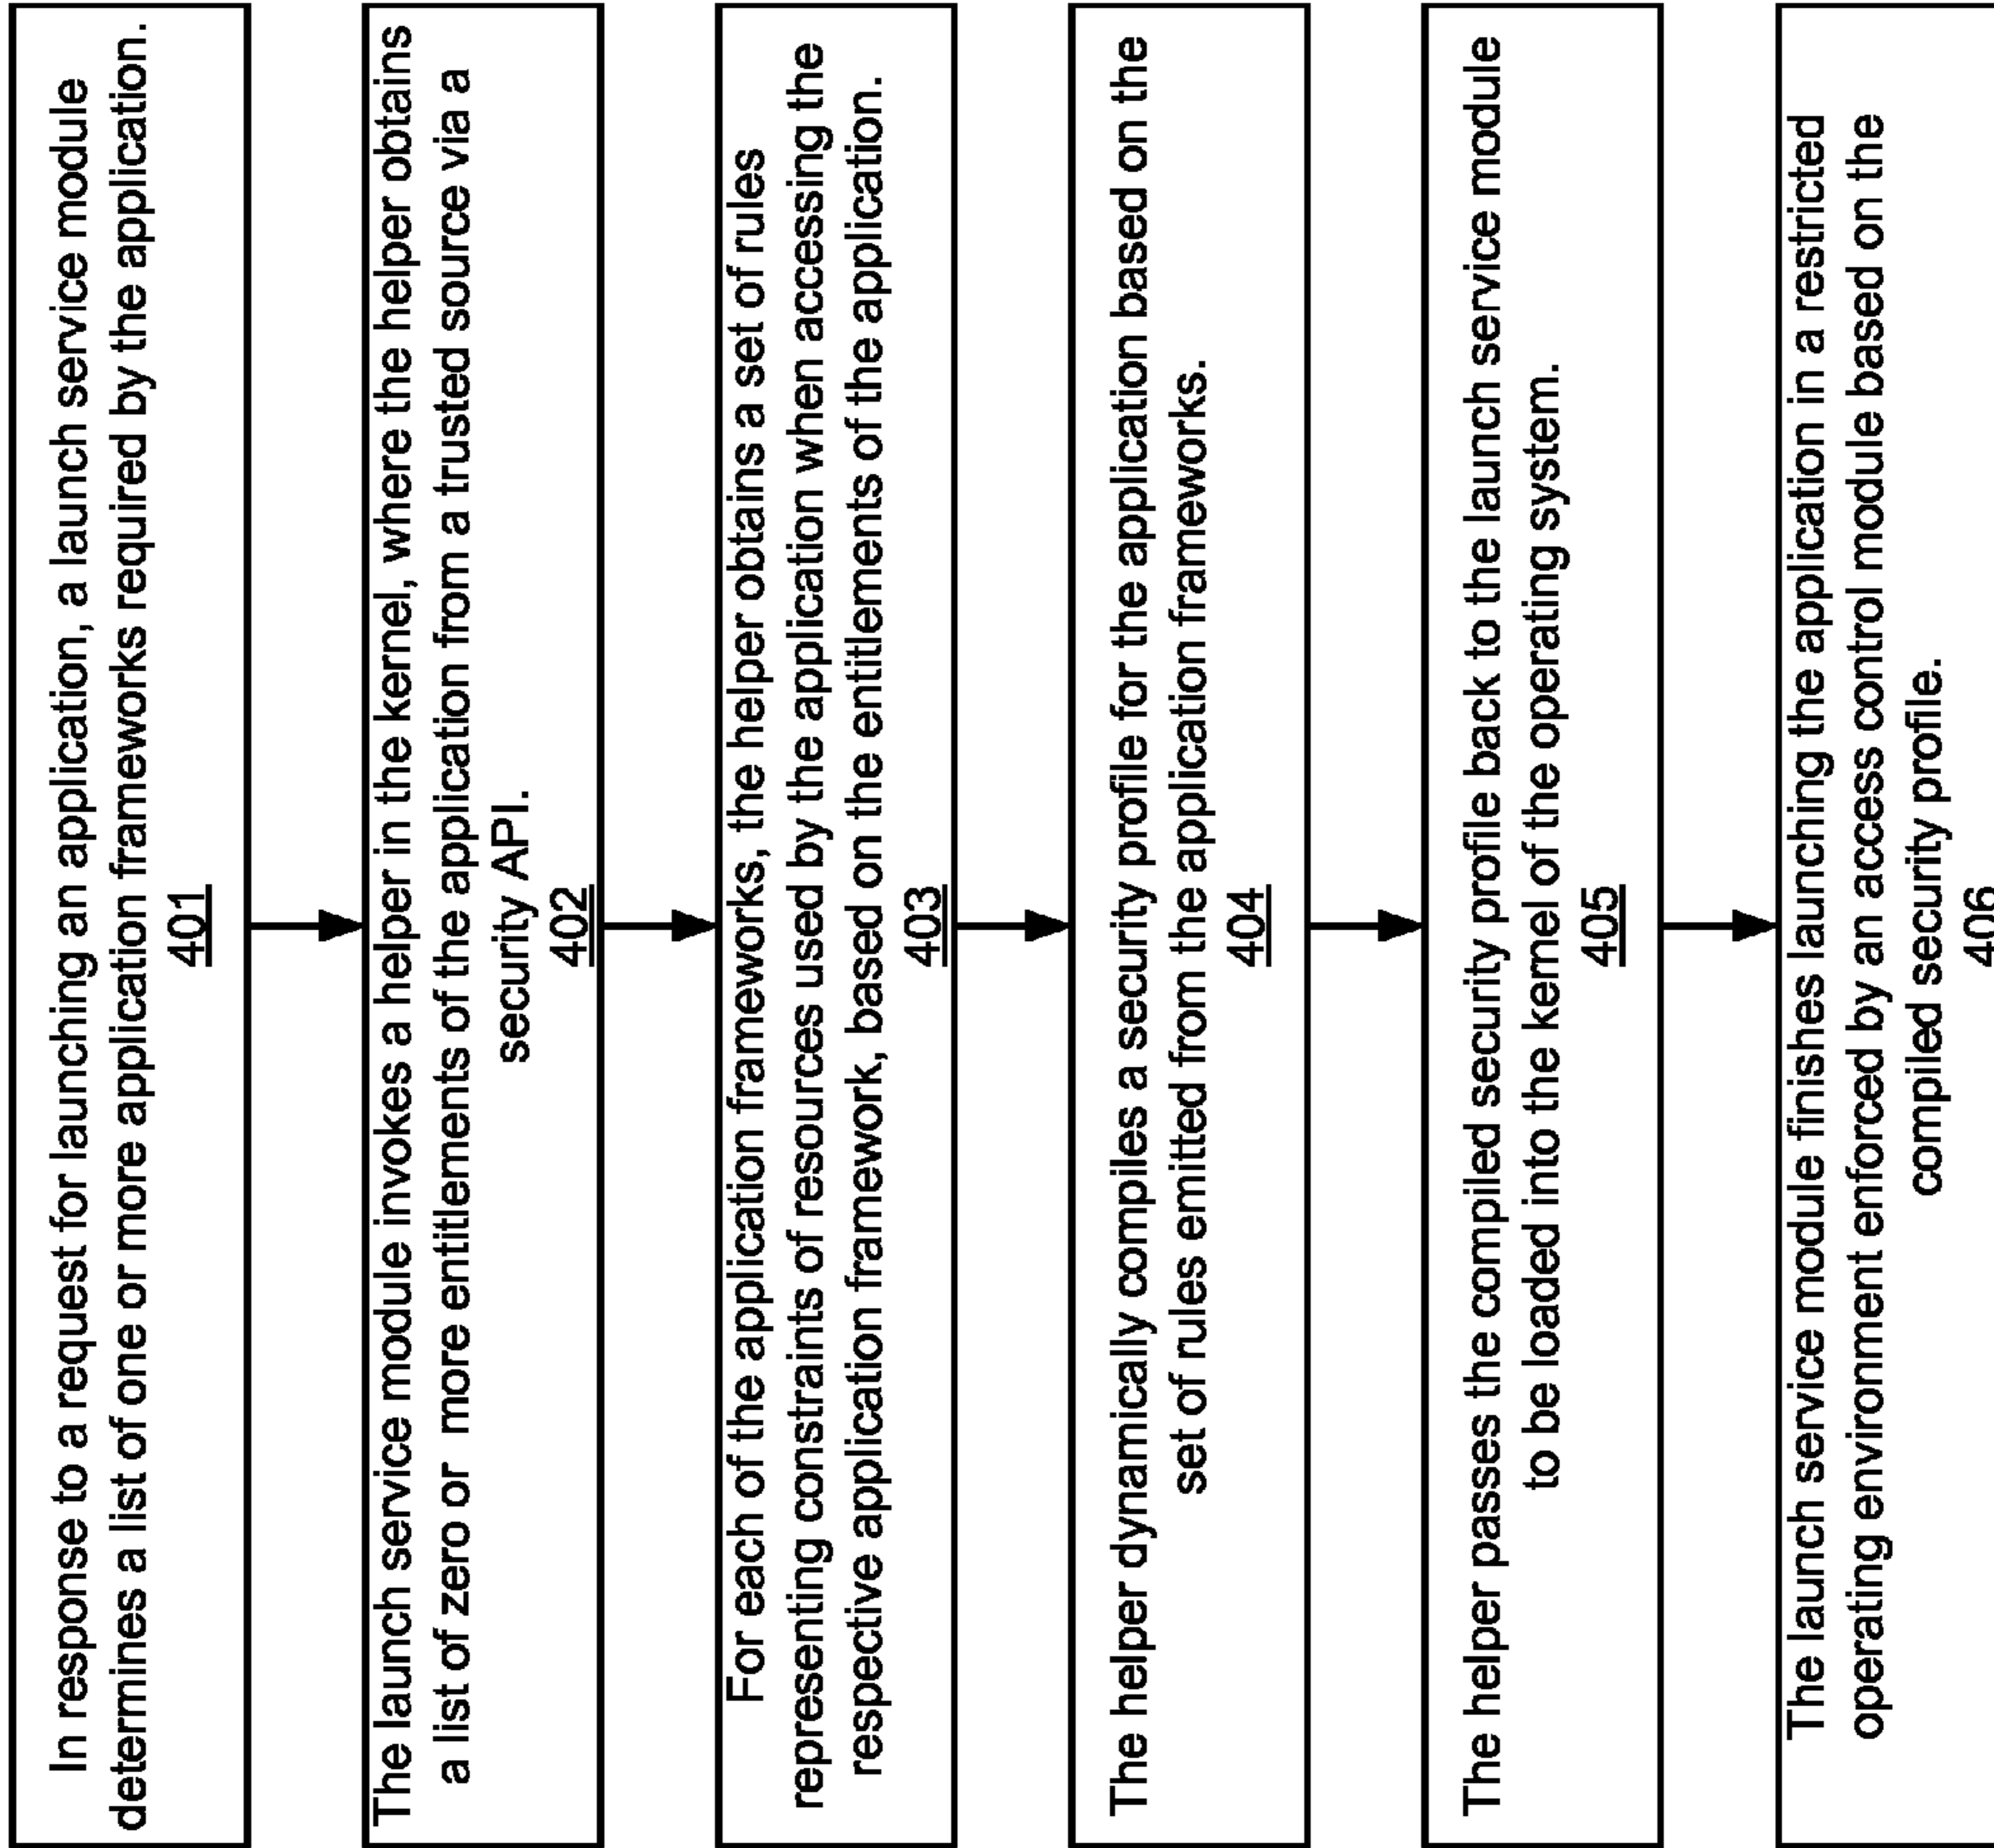 In response to a request for launching an application, a launch service module
determines a list of one or more application frameworks required by the application.
401
The launch service module invokes a helper in the kernel, where the helper obtains
a list of zero or more entitlements of the application from a trusted source via a
security API.
402
For each of the application frameworks, the helper obtains a set of rules
representing constraints of resources used by the application when accessing the
respective application framework, based on the entitlements of the application.
403
The helper dynamically compiles a security profile for the application based on the
set of rules emitted from the application frameworks.
404
The helper passes the compiled security profile back to the launch service module
to be loaded into the kernel of the operating system.
405
The launch service module finishes launching the application in a restricted
operating environment enforced by an access control module based on the
compiled security profile.
406